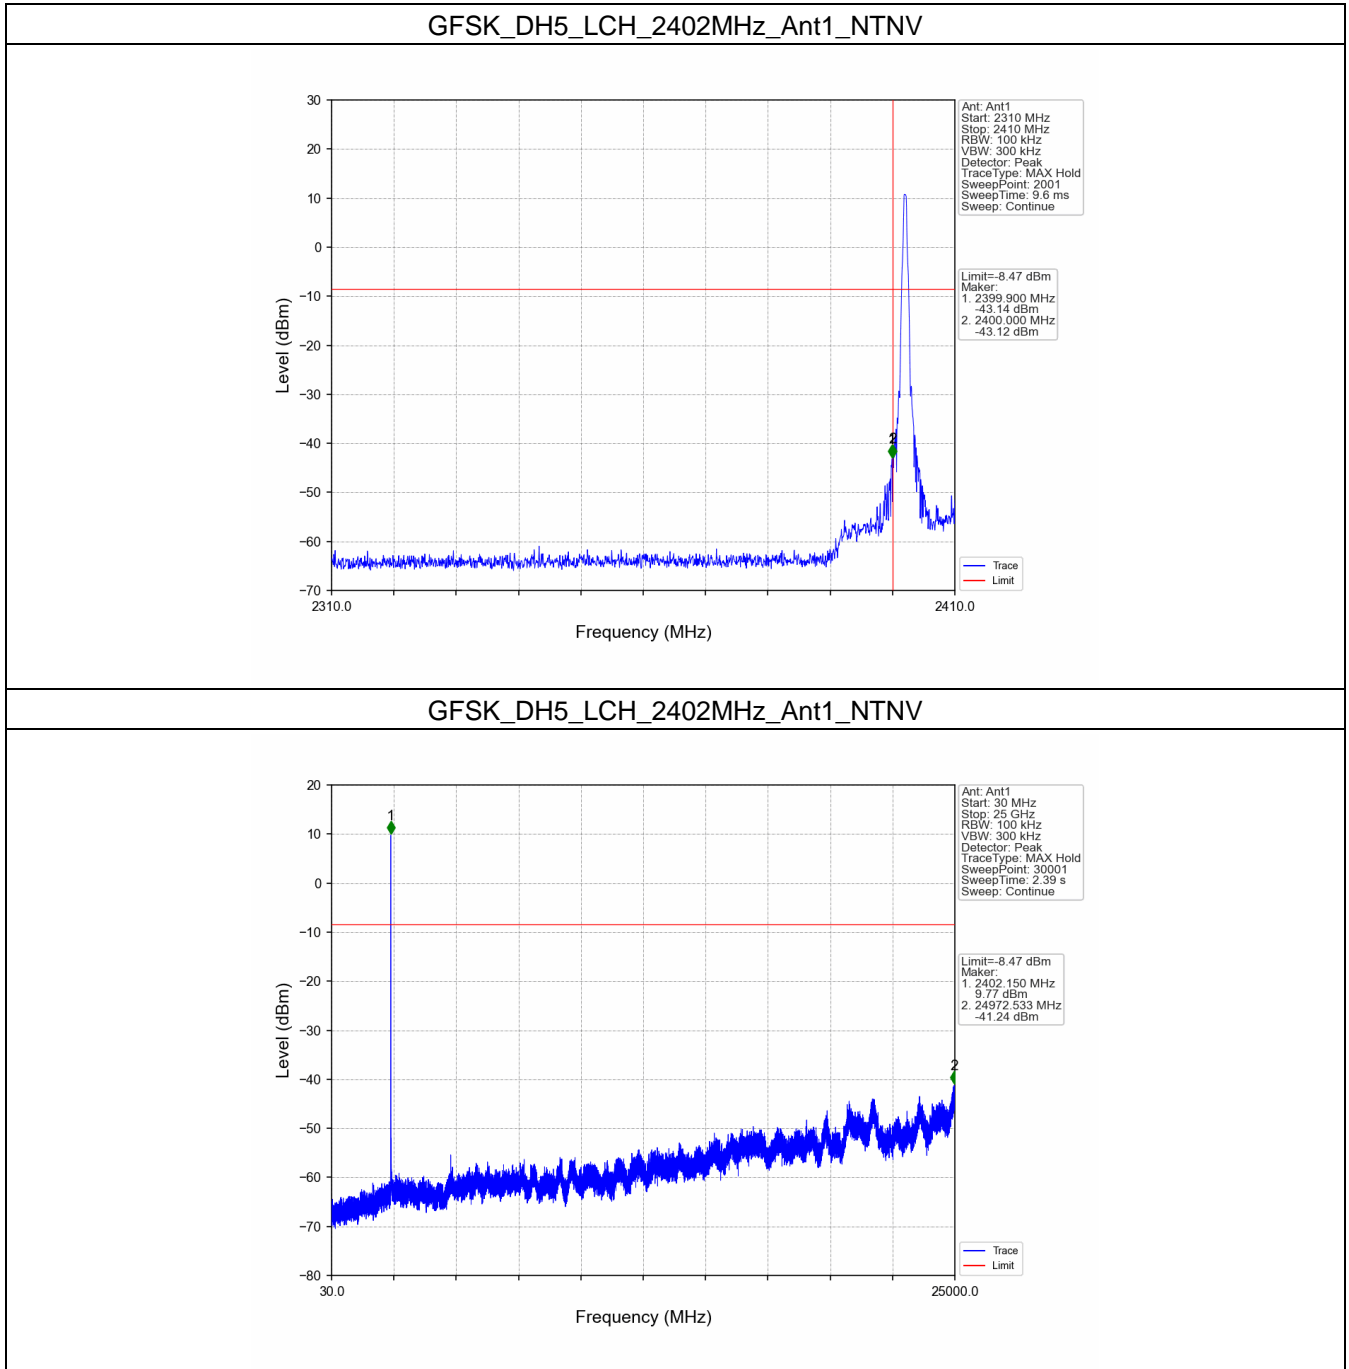 GFSK_DH5_LCH_2402MHz_Ant1_NTNV
30
20
10
0
−10
−20
−30
−40
−50
−60
−70
Level (dBm)
2310.0
2410.0
Frequency (MHz)
2
Ant: Ant1
Start: 2310 MHz
Stop: 2410 MHz
RBW: 100 kHz
VBW: 300 kHz
Detector: Peak
TraceType: MAX Hold
SweepPoint: 2001
SweepTime: 9.6 ms
Sweep: Continue
Limit=-8.47 dBm
Maker:
1. 2399.900 MHz
-43.14 dBm
2. 2400.000 MHz
-43.12 dBm
Trace
Limit
GFSK_DH5_LCH_2402MHz_Ant1_NTNV
20
10
0
−10
−20
−30
−40
−50
−60
−70
−80
Level (dBm)
30.0
25000.0
Frequency (MHz)
1
2
Ant: Ant1
Start: 30 MHz
Stop: 25 GHz
RBW: 100 kHz
VBW: 300 kHz
Detector: Peak
TraceType: MAX Hold
SweepPoint: 30001
SweepTime: 2.39 s
Sweep: Continue
Limit=-8.47 dBm
Maker:
1. 2402.150 MHz
9.77 dBm
2. 24972.533 MHz
-41.24 dBm
Trace
Limit